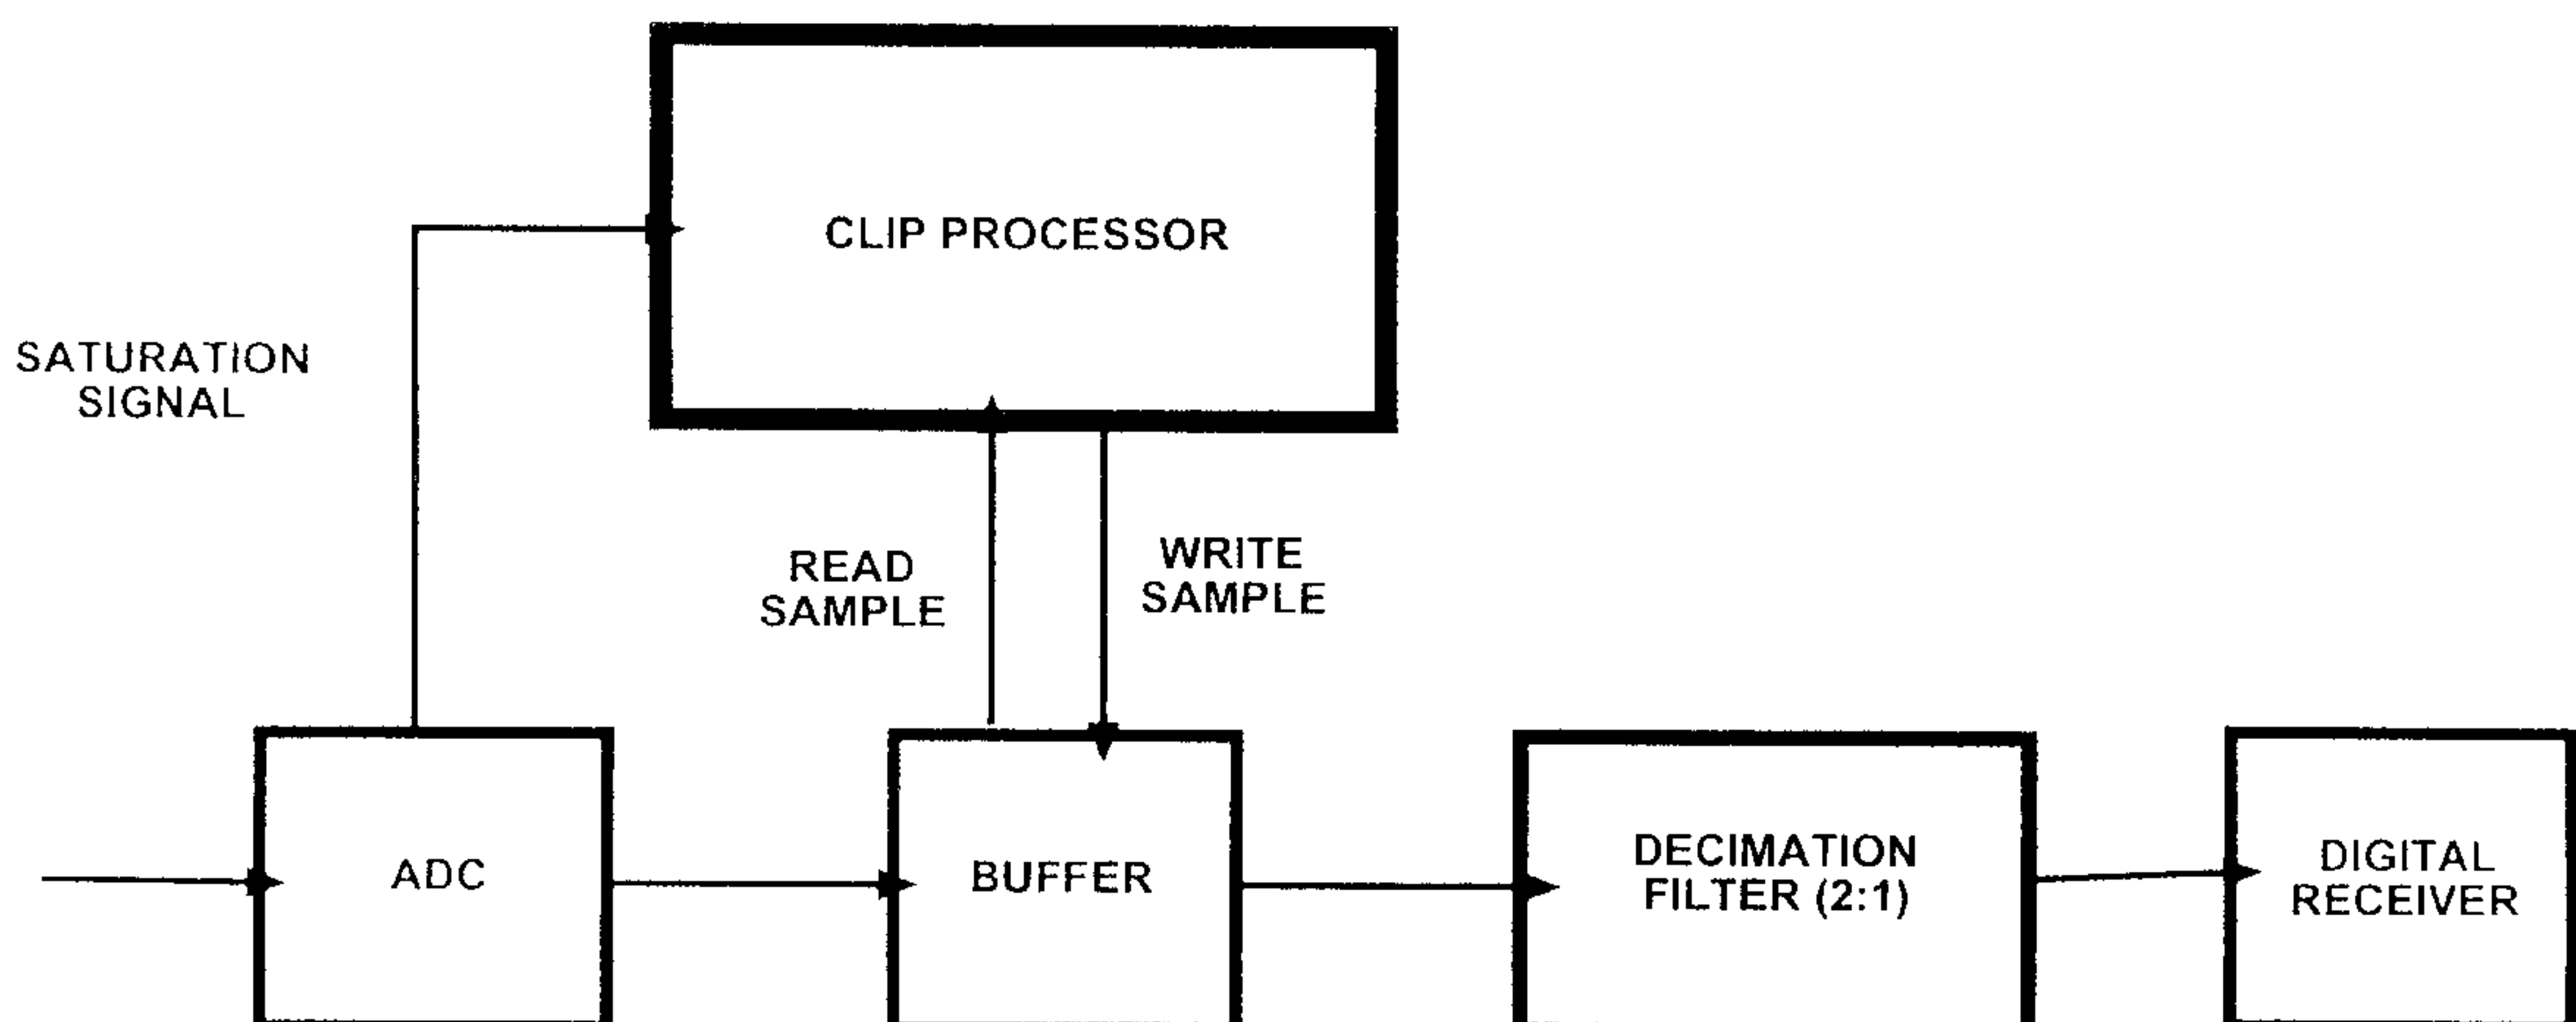 CLIP PROCESSOR
SATURATION
SIGNAL
READ
SAMPLE
WRITE
SAMPLE
ADC
BUFFER
DECIMATION
FILTER (2:1)
DIGITAL
RECEIVER